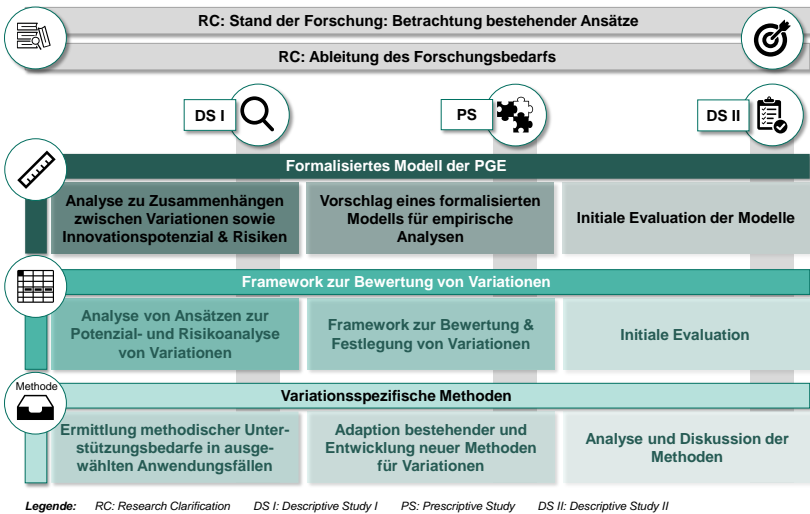 RC: Stand der Forschung: Betrachtung bestehender Ansätze
RC: Ableitung des Forschungsbedarfs
DS I
PS
DS II
Formalisiertes Modell der PGE
Analyse zu Zusammenhängen
zwischen Variationen sowie
Innovationspotenzial & Risiken
Vorschlag eines formalisierten
Modells für empirische
Analysen
Initiale Evaluation der Modelle
Framework zur Bewertung von Variationen
Analyse von Ansätzen zur
Potenzial- und Risikoanalyse
von Variationen
Framework zur Bewertung &
Festlegung von Variationen
Initiale Evaluation
Methode
Variationsspezifische Methoden
Ermittlung methodischer Unter-
stützungsbedarfe in ausge-
wählten Anwendungsfällen
Adaption bestehender und
Entwicklung neuer Methoden
für Variationen
Analyse und Diskussion der
Methoden
Legende: RC: Research Clarification DS I: Descriptive Study I PS: Prescriptive Study DS II: Descriptive Study II